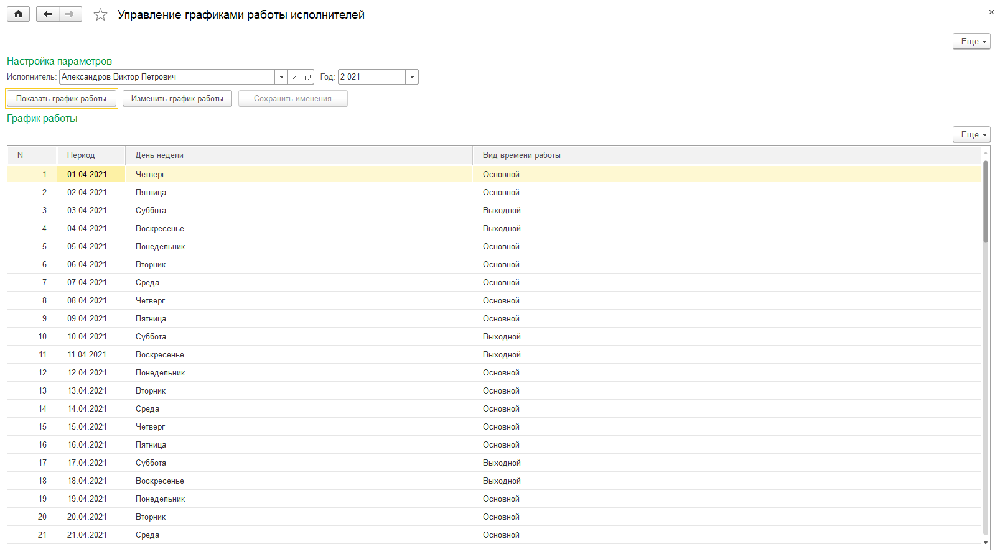 Управление графиками работы исполнителей
Еще
Настройка параметров
Исполнитель: Александров Виктор Петрович Год: 2 021
Показать график работы Изменить график работы Сохранить именения
График работы
Еще
N Период День недели Вид времени работы
1 01.04.2021 Четверг Основной
2 02.04.2021 Пятница Основной
3 03.04.2021 Суббота Выходной
4 04.04.2021 Воскресенье Выходной
5 05.04.2021 Понедельник Основной
6 06.04.2021 Вторник Основной
7 07.04.2021 Среда Основной
8 08.04.2021 Четверг Основной
9 09.04.2021 Пятница Основной
10 10.04.2021 Суббота Выходной
11 11.04.2021 Воскресенье Выходной
12 12.04.2021 Понедельник Основной
13 13.04.2021 Вторник Основной
14 14.04.2021 Среда Основной
15 15.04.2021 Четверг Основной
16 16.04.2021 Пятница Основной
17 17.04.2021 Суббота Выходной
18 18.04.2021 Воскресенье Выходной
19 19.04.2021 Понедельник Основной
20 20.04.2021 Вторник Основной
21 21.04.2021 Среда Основной